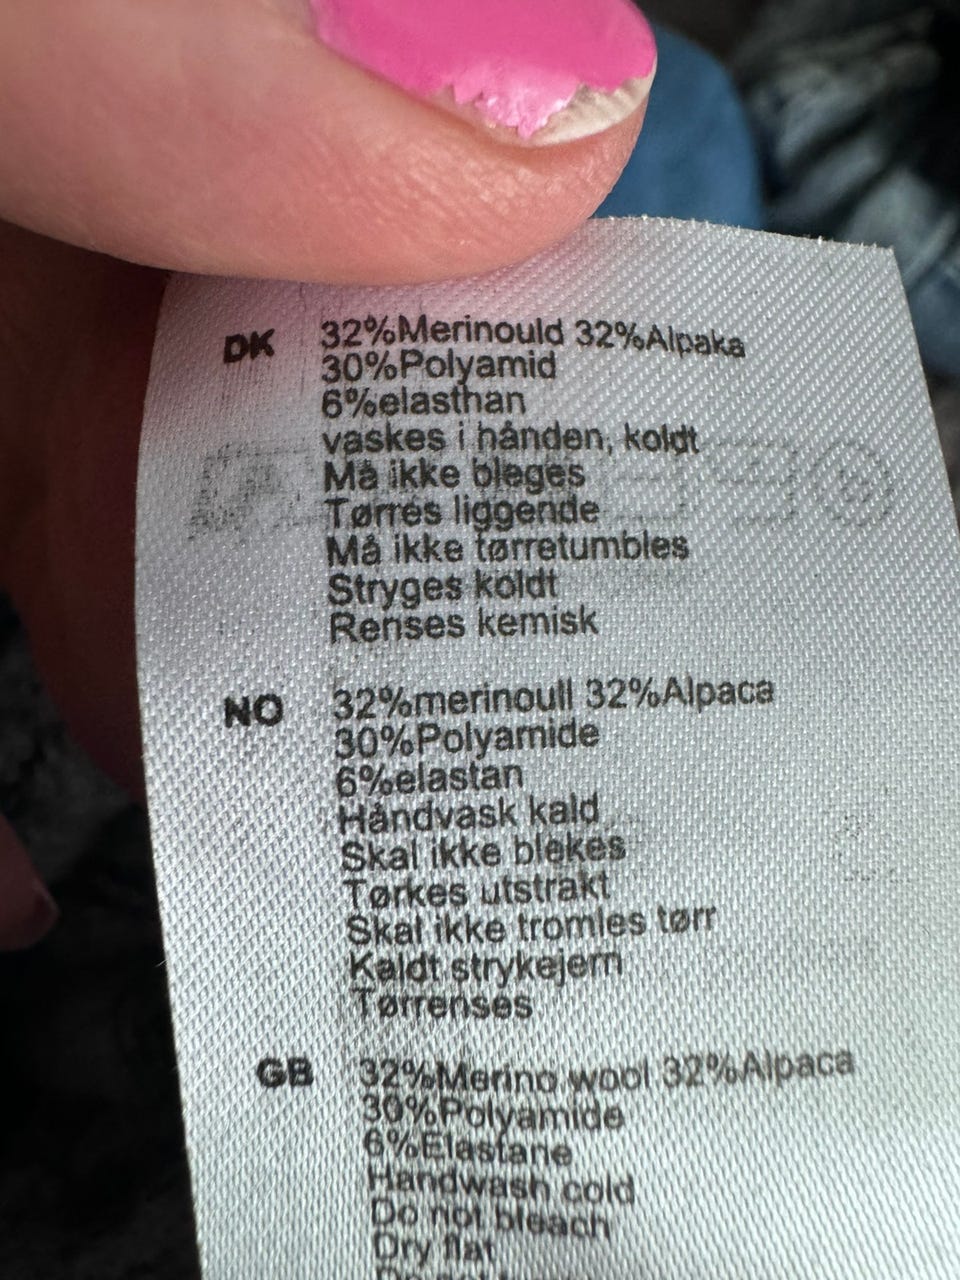 DK 32%Merinould 32%Alpaka
30%Polyamid
6%elasthan
vaskes i hånden, koldt
Må ikke bleges
Tørres liggende
Må ikke tørretumbles
Stryges koldt
Renses kemisk
NO 32%merinoull 32%Alpaca
30%Polyamide
6%elastan
Håndvask kald
Skal ikke blekes
Tørkes utstrakt
Skal ikke tromles tørr
Kaldt strykejern
Tørrenses
GB 32%Merino wool 32%Alpaca
30%Polyamide
6%Elastane
Handwash cold
Do not bleach
Dry flat